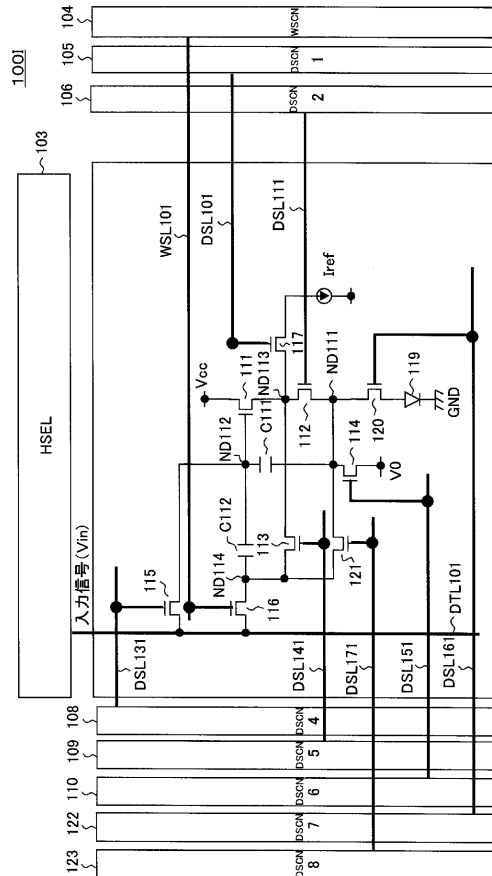 100I
103
HSEL
104
WSCN
105
DSCN
1
106
DSCN
2
入力信号(Vin)
WSL101
DSL101
DSL111
DSL131
115
116
ND112
ND114
C112
C111
Vcc
111
ND113
117
Iref
112
ND111
113
121
114
V0
120
119
GND
DSL141
DSL171
DSL151
DSL161
DTL101
108
DSCN
4
109
DSCN
5
110
DSCN
6
122
DSCN
7
123
DSCN
8